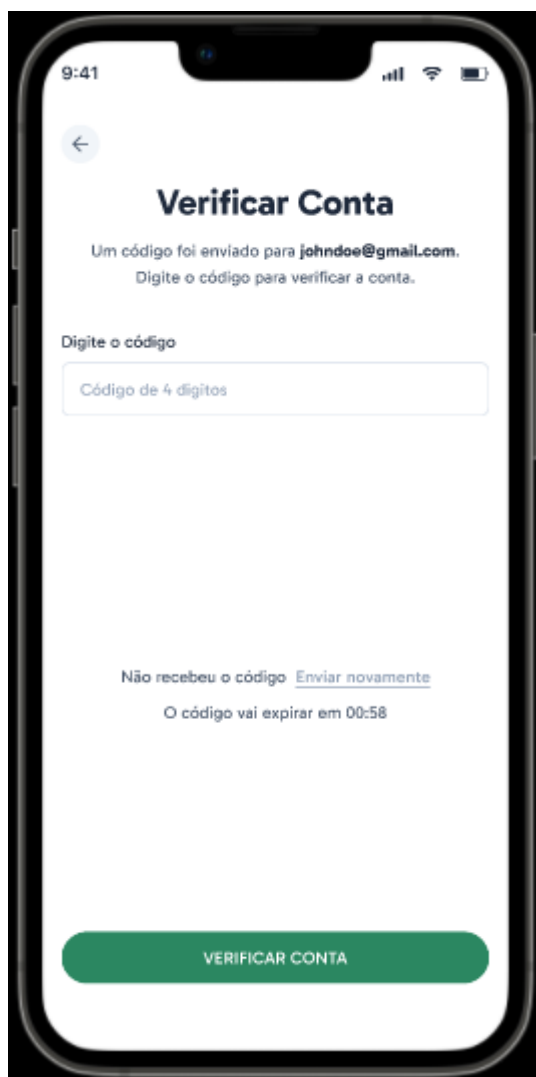 9:41
Verificar Conta
Um código foi enviado para johndoe@gmail.com.
Digite o código para verificar a conta.
Digite o código
Código de 4 digitos
Não recebeu o código Enviar novamente
O código vai expirar em 00:58
VERIFICAR CONTA